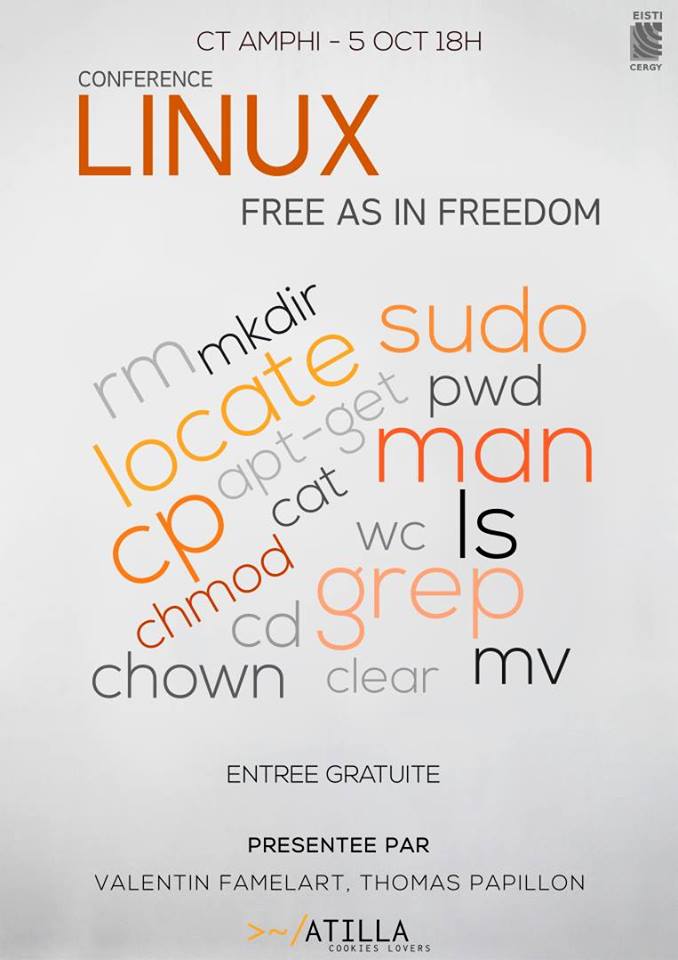 CT AMPHI - 5 OCT 18H
EISTI
CERGY
CONFERENCE
LINUX
FREE AS IN FREEDOM
rm
mkdir
sudo
locate
pwd
apt-get
man
cp
cat
wc
ls
chmod
grep
cd
chown
clear
mv
ENTREE GRATUITE
PRESENTEE PAR
VALENTIN FAMELART, THOMAS PAPILLON
>~/ATILLA
COOKIES LOVERS